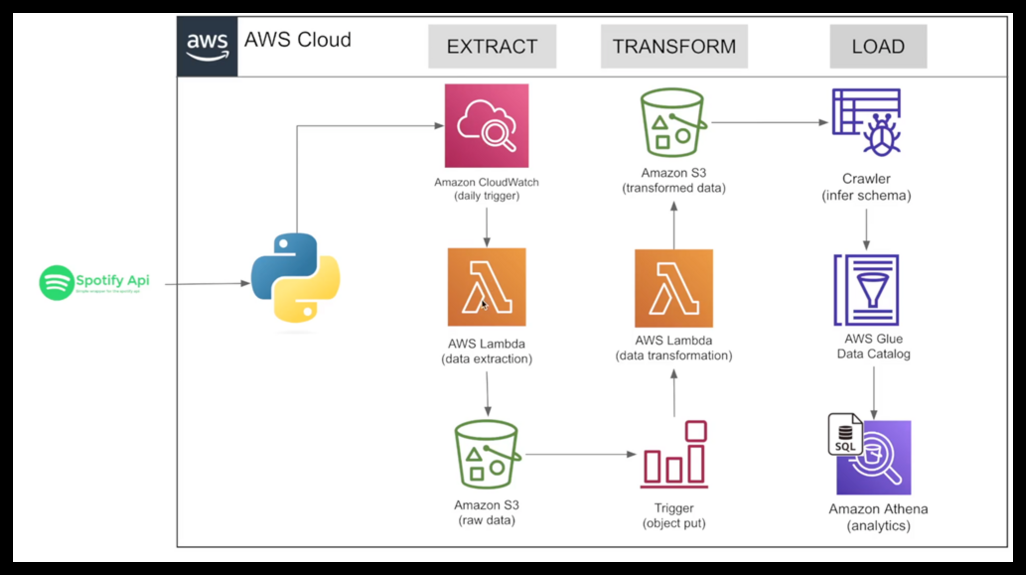 aws
AWS Cloud
EXTRACT
TRANSFORM
LOAD
Amazon CloudWatch
(daily trigger)
Amazon S3
(transformed data)
Crawler
(infer schema)
Spotify Api
AWS Lambda
(data extraction)
AWS Lambda
(data transformation)
AWS Glue
Data Catalog
SQL
Amazon S3
(raw data)
Trigger
(object put)
Amazon Athena
(analytics)